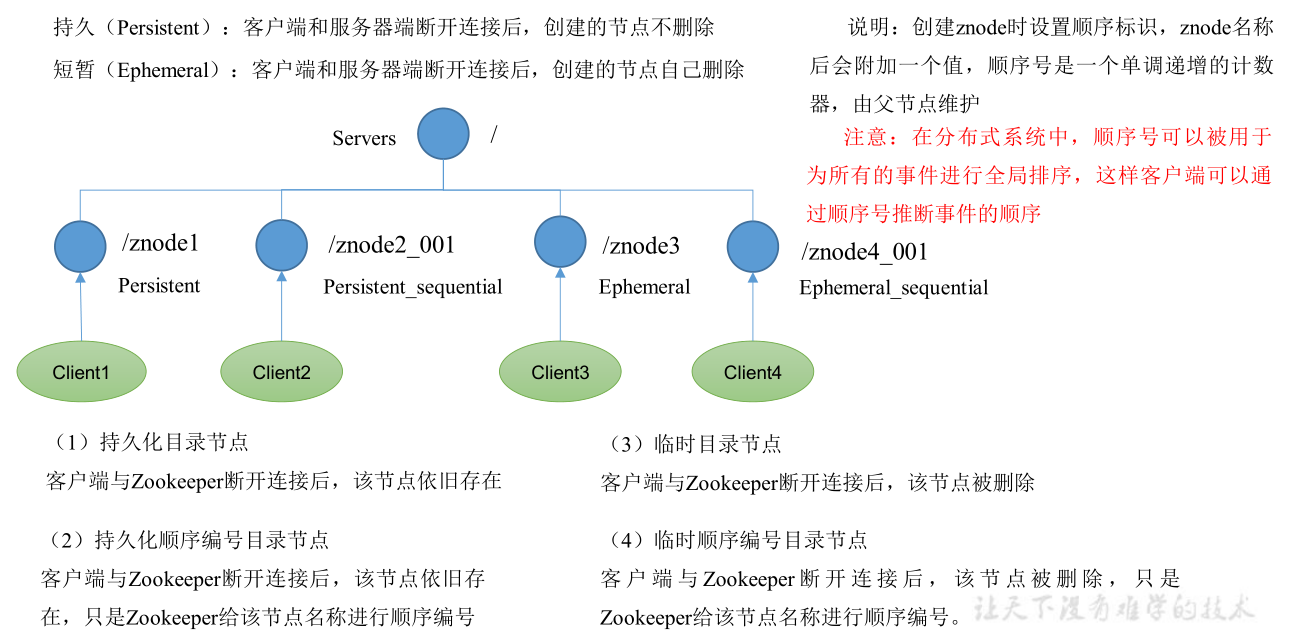 持久（Persistent）：客户端和服务器端断开连接后，创建的节点不删除
短暂（Ephemeral）：客户端和服务器端断开连接后，创建的节点自己删除
说明：创建znode时设置顺序标识，znode名称
后会附加一个值，顺序号是一个单调递增的计数
器，由父节点维护
注意：在分布式系统中，顺序号可以被用于
为所有的事件进行全局排序，这样客户端可以通
过顺序号推断事件的顺序
Servers
/
/znode1
Persistent
/znode2_001
Persistent_sequential
/znode3
Ephemeral
/znode4_001
Ephemeral_sequential
Client1
Client2
Client3
Client4
（1）持久化目录节点
客户端与Zookeeper断开连接后，该节点依旧存在
（2）持久化顺序编号目录节点
客户端与Zookeeper断开连接后，该节点依旧存
在，只是Zookeeper给该节点名称进行顺序编号
（3）临时目录节点
客户端与Zookeeper断开连接后，该节点被删除
（4）临时顺序编号目录节点
客户端与Zookeeper断开连接后，该节点被删除，只是
Zookeeper给该节点名称进行顺序编号。
让天下没有难学的技术